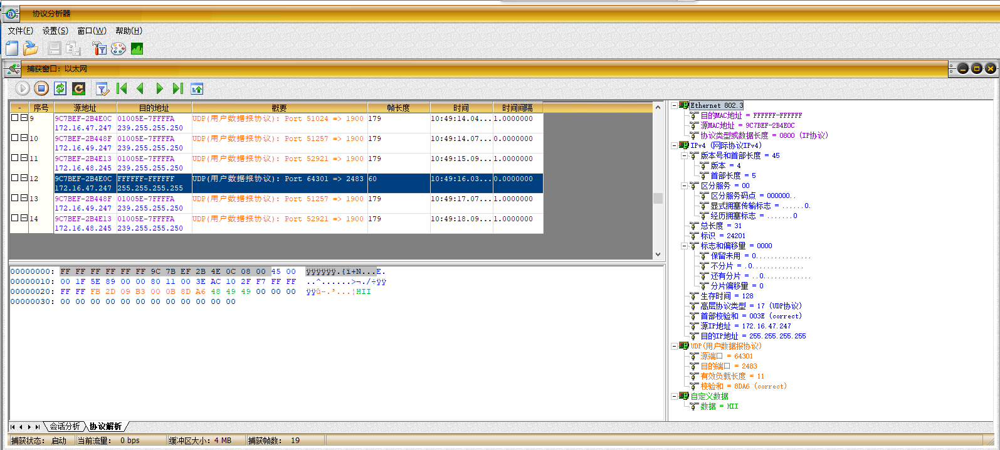 协议分析器
文件(F) 设置(S) 窗口(W) 帮助(H)
捕获窗口: 以太网
- 序号 源地址 目的地址 概要 帧长度 时间 时间间隔
9 9C7BEF-2B4E0C 01005E-7FFFFA UDP(用户数据报协议): Port 51024 => 1900 179 10:49:14.04... 1.0000000
172.16.47.247 239.255.255.250
10 9C7BEF-2B448F 01005E-7FFFFA UDP(用户数据报协议): Port 51257 => 1900 179 10:49:14.07... 0.0000000
172.16.49.247 239.255.255.250
11 9C7BEF-2B4E13 01005E-7FFFFA UDP(用户数据报协议): Port 52921 => 1900 179 10:49:15.09... 1.0000000
172.16.48.245 239.255.255.250
12 9C7BEF-2B4E0C FFFFFF-FFFFFF UDP(用户数据报协议): Port 64301 => 2483 60 10:49:16.03... 0.0000000
172.16.47.247 255.255.255.255
13 9C7BEF-2B448F 01005E-7FFFFA UDP(用户数据报协议): Port 51257 => 1900 179 10:49:17.07... 1.0000000
172.16.49.247 239.255.255.250
14 9C7BEF-2B4E13 01005E-7FFFFA UDP(用户数据报协议): Port 52921 => 1900 179 10:49:18.09... 1.0000000
172.16.48.245 239.255.255.250
00000000: FF FF FF FF FF FF 9C 7B EF 2B 4E 0C 08 00 45 00 ÿÿÿÿÿÿ.{ï+N...E.
00000010: 00 1F 5E 89 00 00 80 11 00 3E AC 10 2F F7 FF FF ..^......>¬./÷ÿÿ
00000020: FF FF FB 2D 09 B3 00 0B 8D A6 48 49 49 00 00 00 ÿÿû-.³...¦HII
00000030: 00 00 00 00 00 00 00 00 00 00 00 00
Ethernet 802.3
目的MAC地址 = FFFFFF-FFFFFF
源MAC地址 = 9C7BEF-2B4E0C
协议类型或数据长度 = 0800 (IP协议)
IPv4 (网际协议IPv4)
版本号和首部长度 = 45
版本 = 4
首部长度 = 5
区分服务 = 00
区分服务码点 = 000000..
显式拥塞传输标志 = ......0.
经历拥塞标志 = .......0
总长度 = 31
标识 = 24201
标志和偏移量 = 0000
保留未用 = 0...............
不分片 = .0..............
还有分片 = ..0.............
分片偏移量 = 0
生存时间 = 128
高层协议类型 = 17 (UDP协议)
首部校验和 = 003E (correct)
源IP地址 = 172.16.47.247
目的IP地址 = 255.255.255.255
UDP(用户数据报协议)
源端口 = 64301
目的端口 = 2483
有效负载长度 = 11
校验和 = 8DA6 (correct)
自定义数据
数据 = HII
会话分析 协议解析
捕获状态: 启动 当前流量: 0 bps 缓冲区大小: 4 MB 捕获帧数: 19